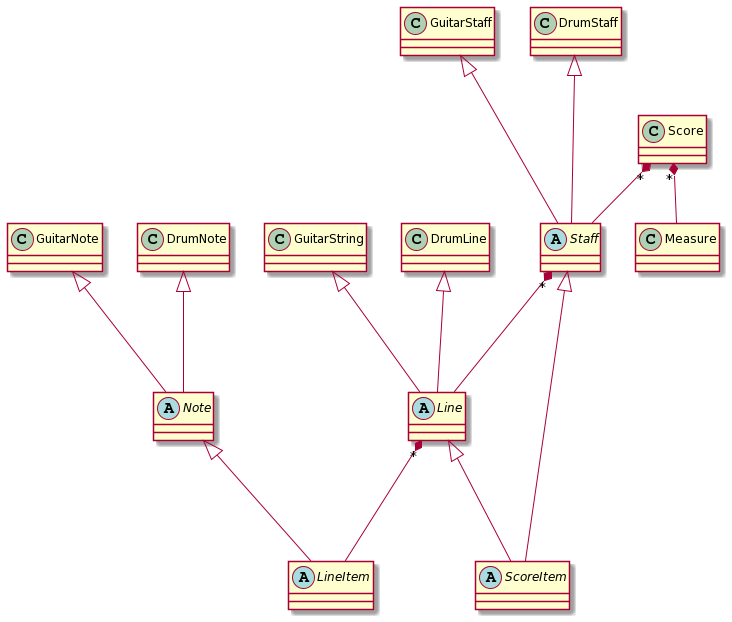 C GuitarStaff
C DrumStaff
C Score
*
*
C GuitarNote
C DrumNote
C GuitarString
C DrumLine
A Staff
C Measure
*
A Note
A Line
*
A LineItem
A ScoreItem